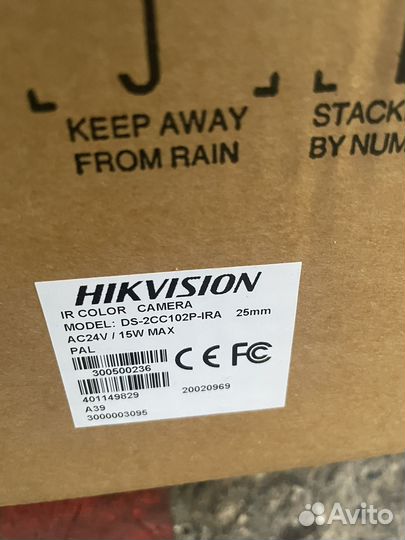 KEEP AWAY
FROM RAIN
STACK
BY NUM
HIKVISION
IR COLOR CAMERA
MODEL: DS-2CC102P-IRA 25mm
AC24V / 15W MAX
PAL
CE FC
300500236
401149829 20020969
A39
3000003095
Avito